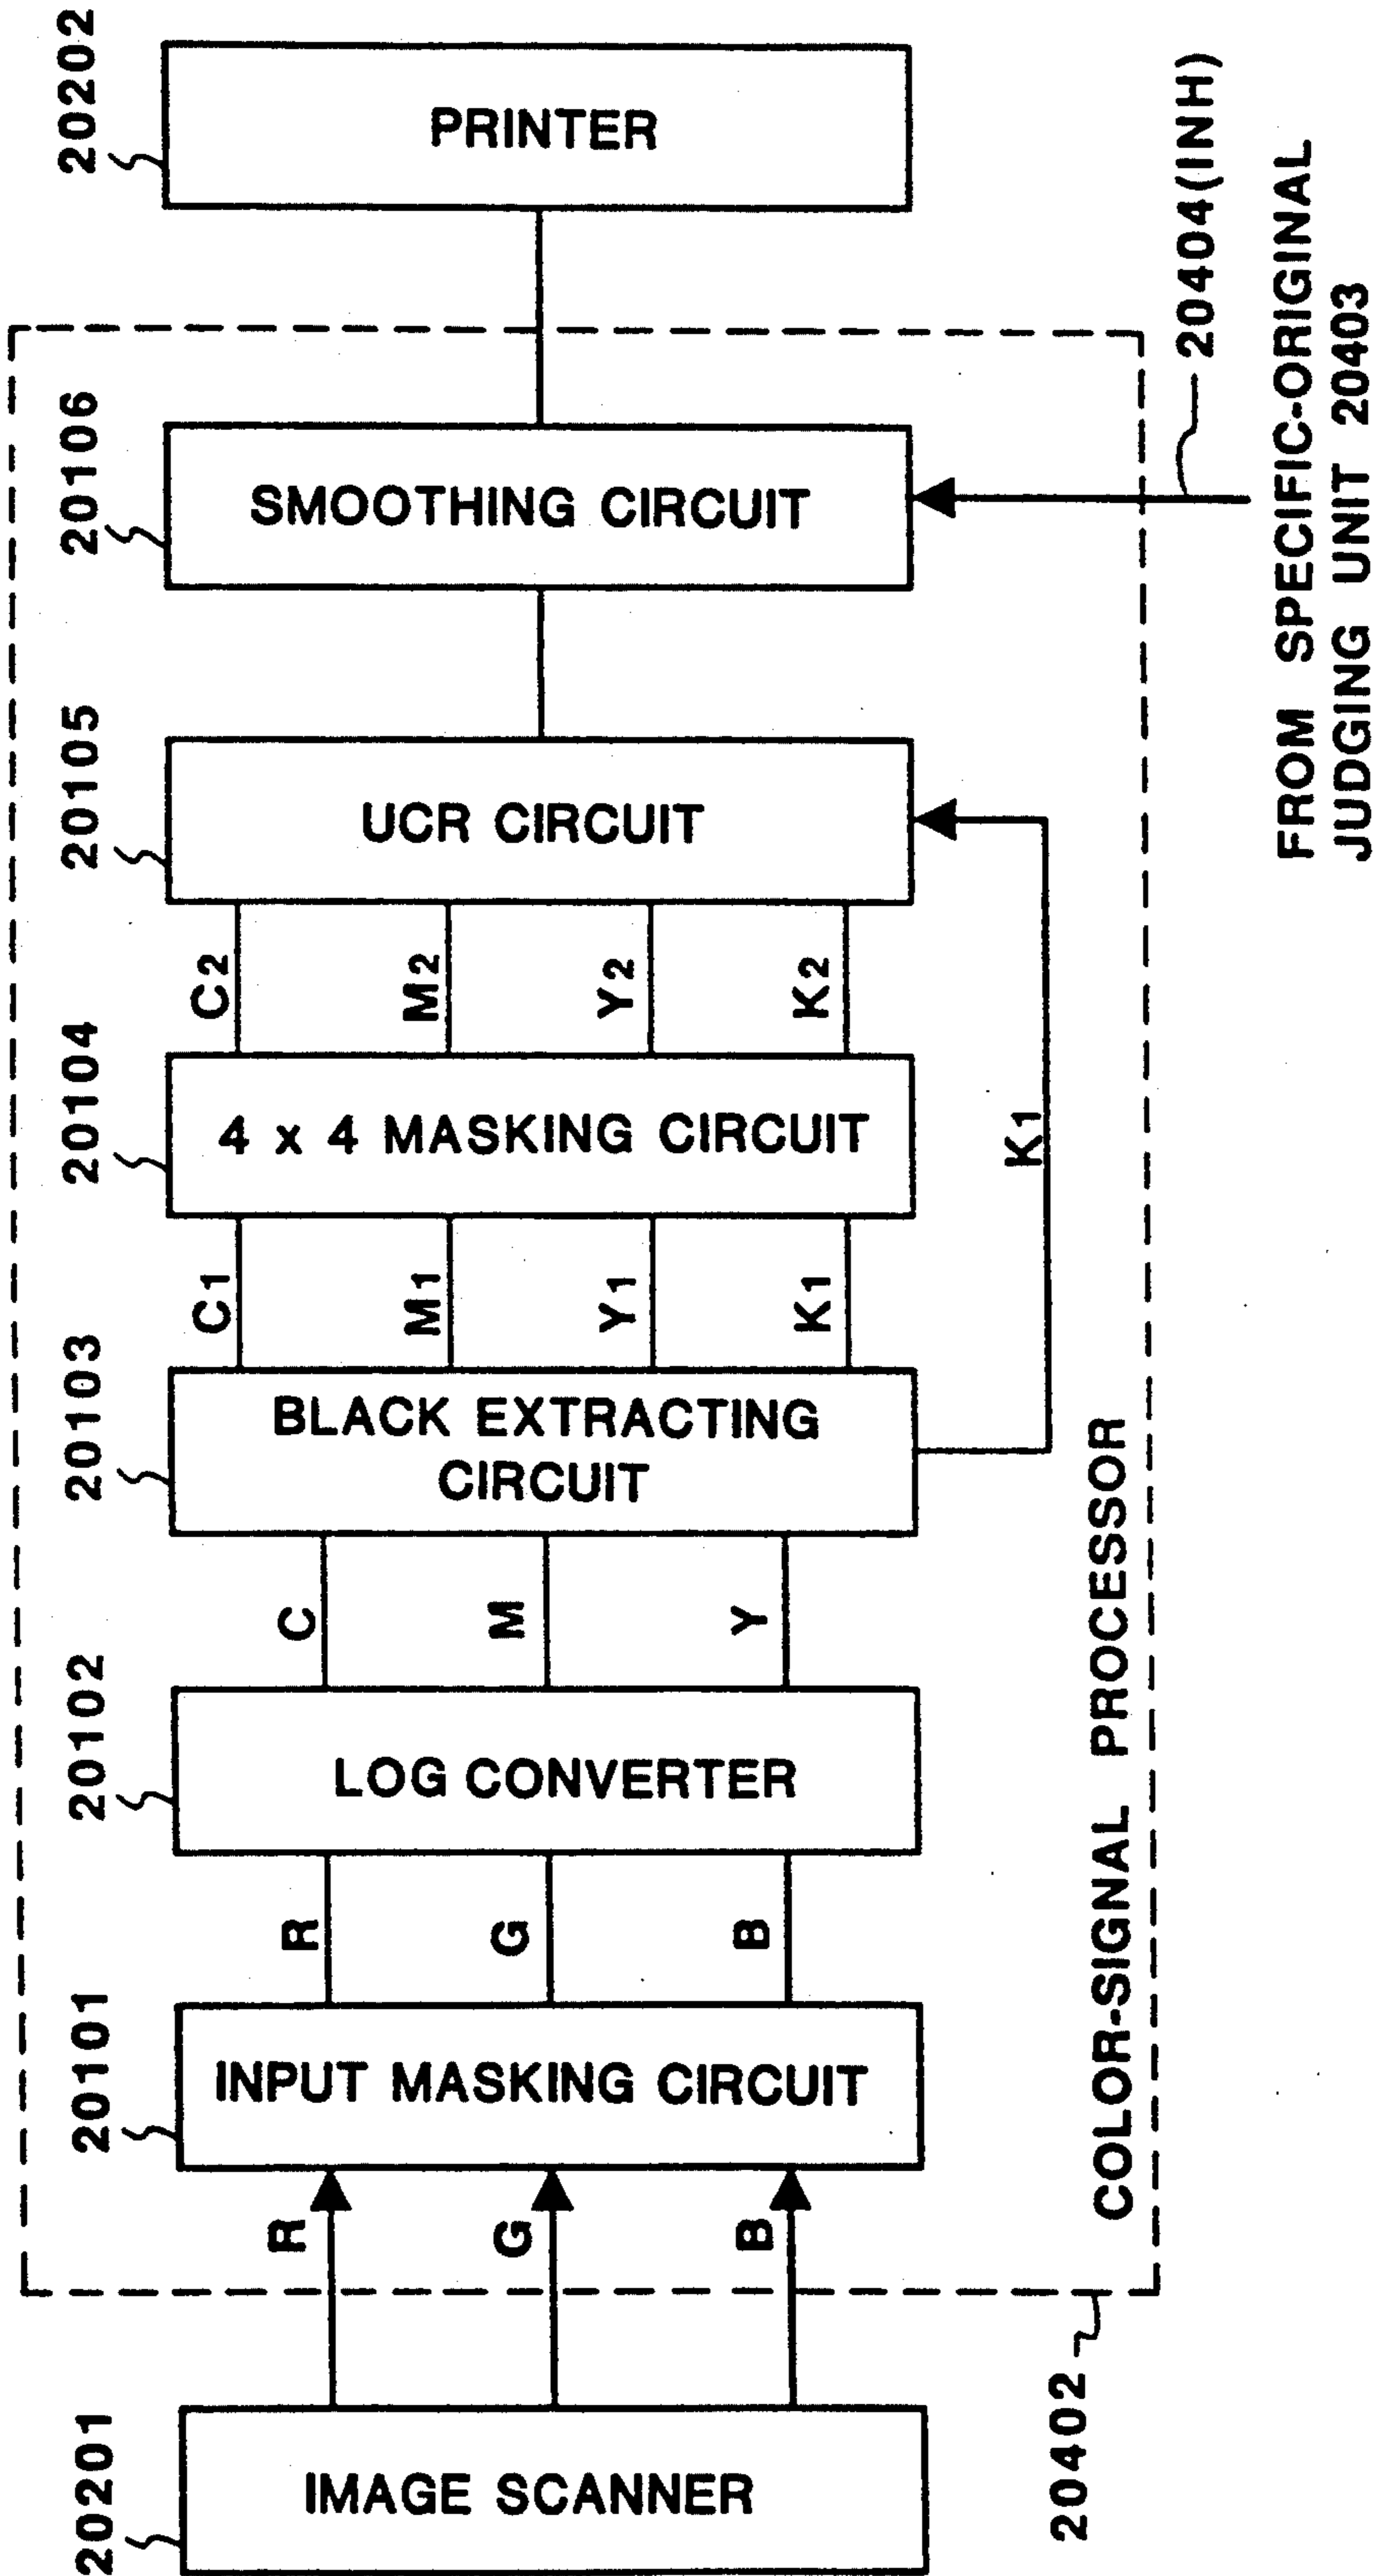 20202
PRINTER
20106
SMOOTHING CIRCUIT
20404(INH)
FROM SPECIFIC-ORIGINAL
JUDGING UNIT 20403
20105
UCR CIRCUIT
C2
M2
Y2
K2
20104
4 x 4 MASKING CIRCUIT
K1
C1
M1
Y1
K1
20103
BLACK EXTRACTING
CIRCUIT
C
M
Y
20102
LOG CONVERTER
R
G
B
20101
INPUT MASKING CIRCUIT
COLOR-SIGNAL PROCESSOR
R
G
B
20402
20201
IMAGE SCANNER